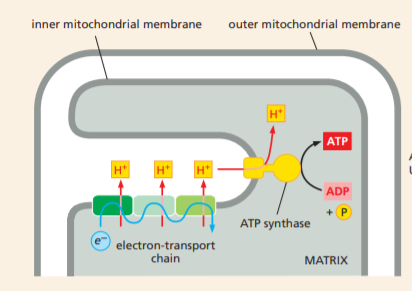 inner mitochondrial membrane
outer mitochondrial membrane
H+
H+
H+
H+
ATP
ADP
+ P
ATP synthase
e–
electron-transport
chain
MATRIX